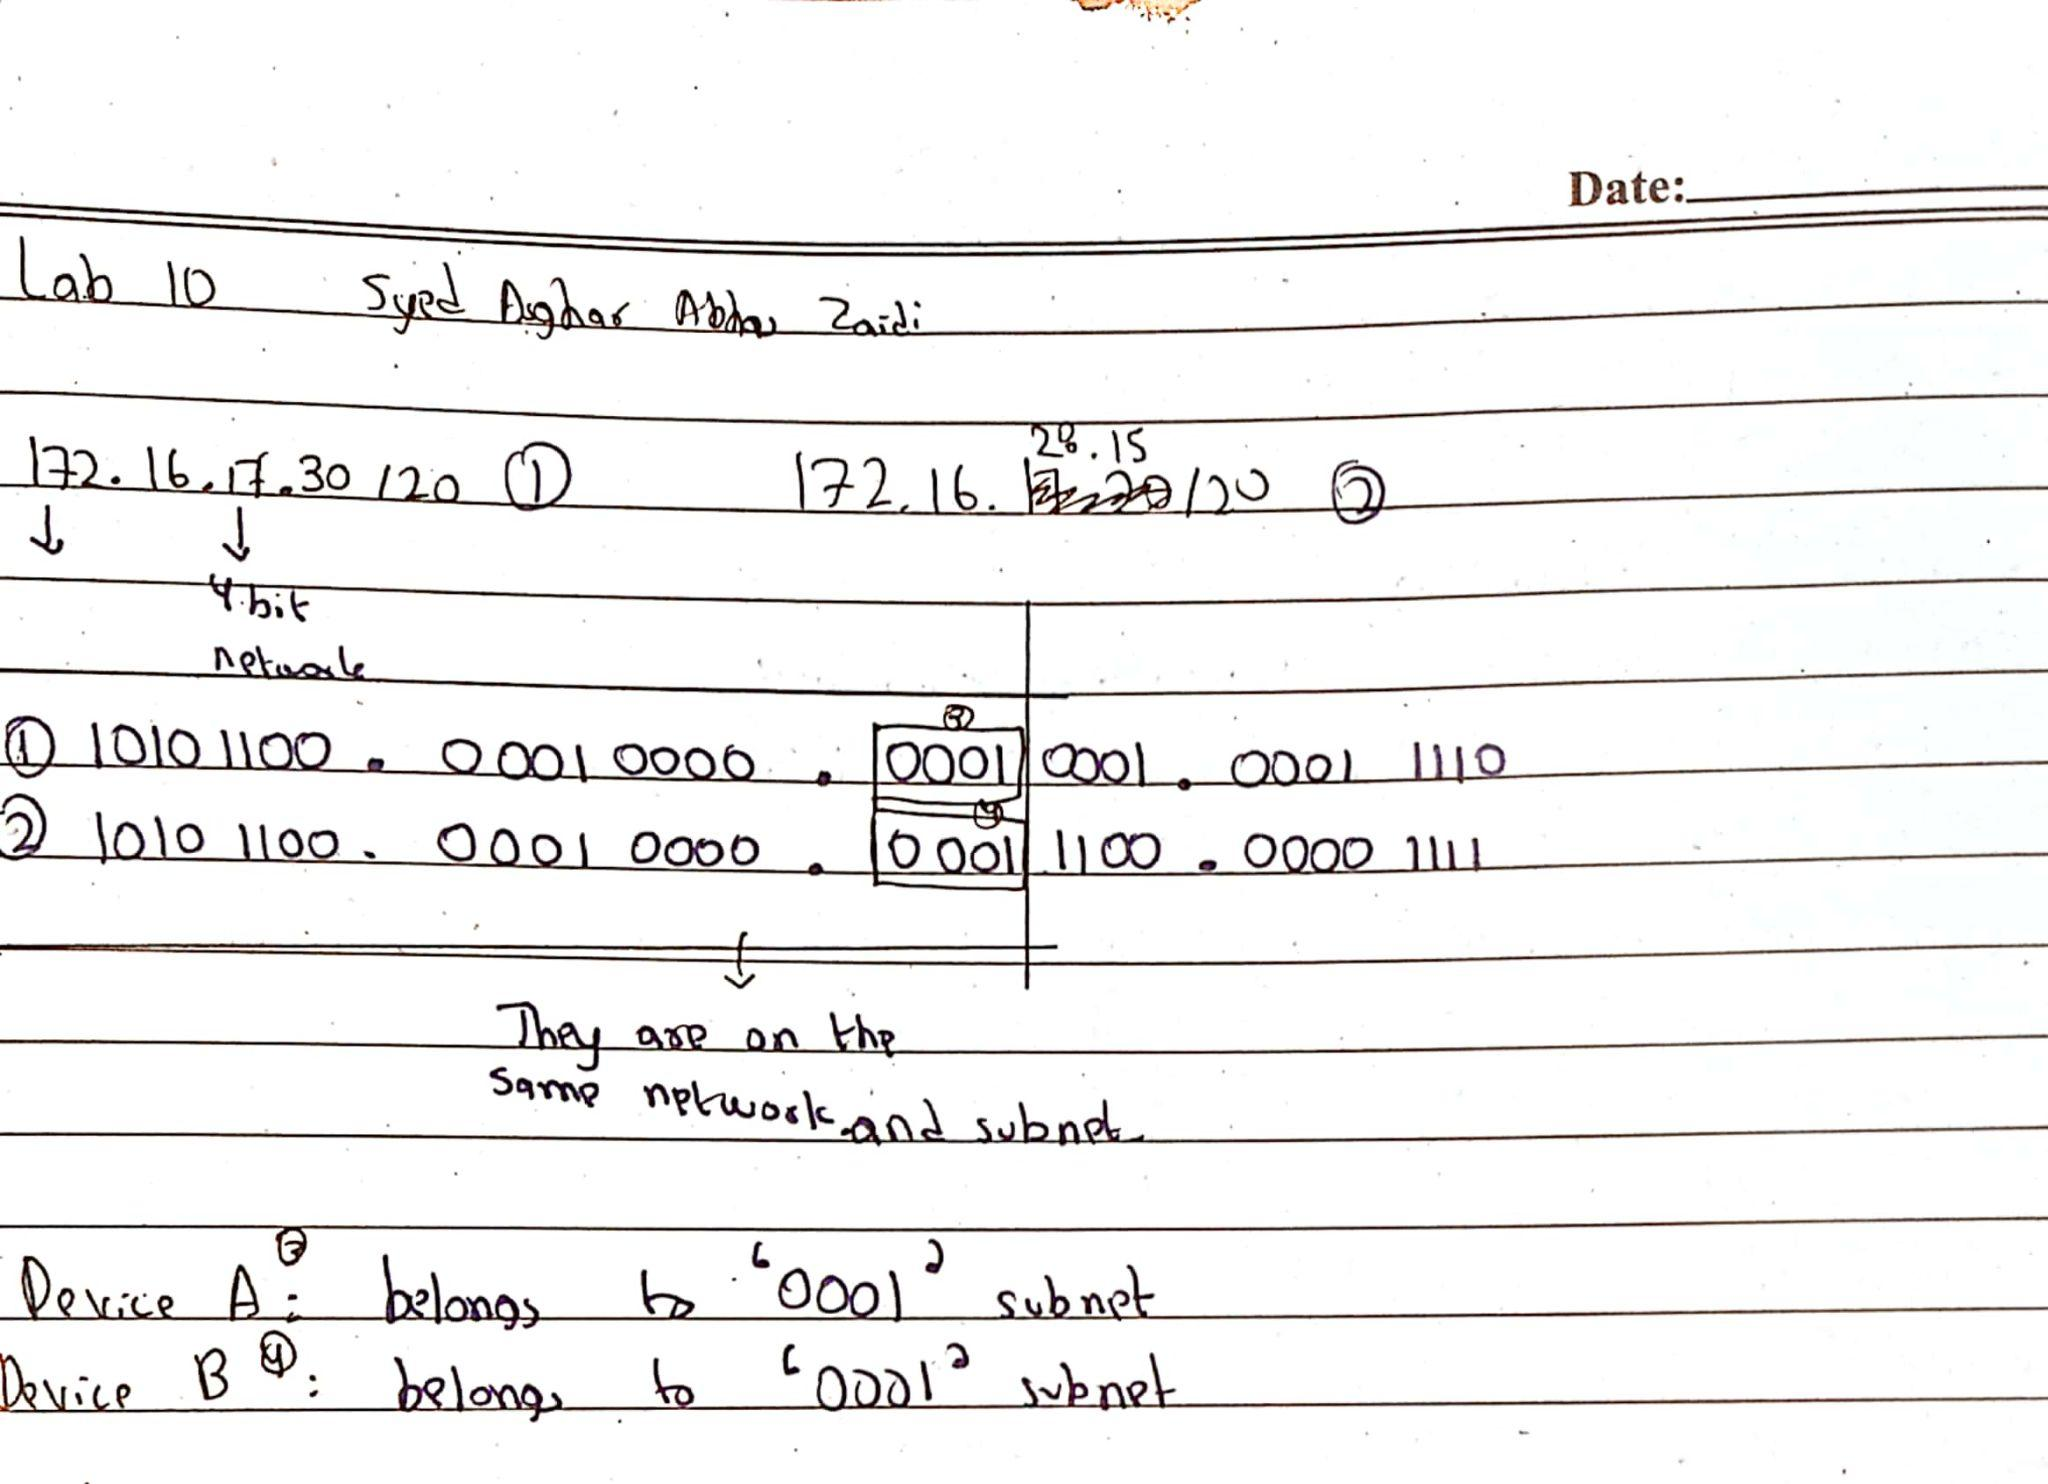 Date:
Lab 10 Syed Asghar Abbas Zaidi
28.15
172.16.17.30 /20 ① 172.16. /20 ②
↓ ↓
4 bit
network
③
① 10101100 . 00010000 . 0001 0001 . 0001 1110
④
② 1010 1100 . 0001 0000 . 0001 1100 . 0000 1111
↓
They are on the
same network and subnet
Device A ③ : belongs to ‘0001’ subnet
Device B ④ : belongs to ‘0001’ subnet